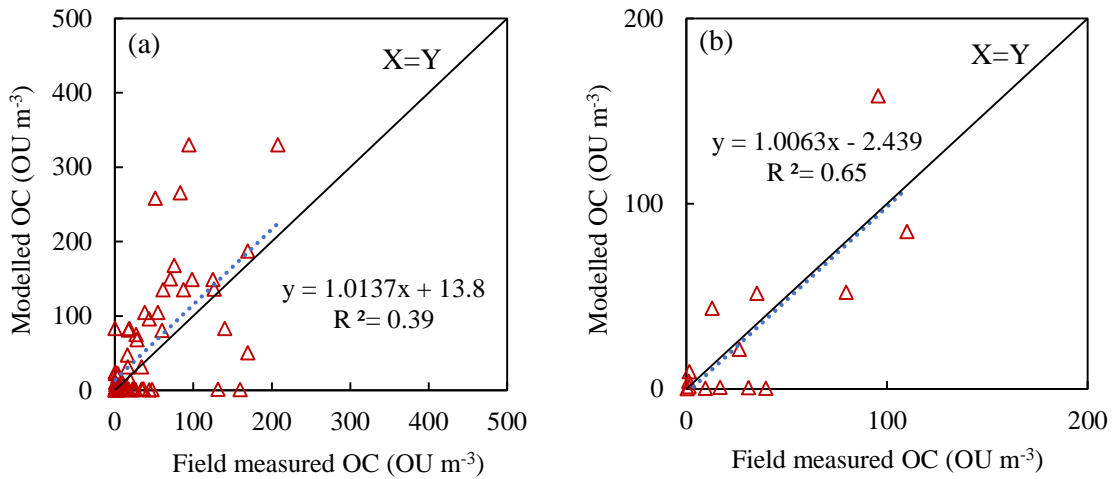 (a)
X=Y
y = 1.0137x + 13.8
R ²= 0.39
Modelled OC (OU m⁻³)
500
400
300
200
100
0
0 100 200 300 400 500
Field measured OC (OU m⁻³)
(b)
X=Y
y = 1.0063x - 2.439
R ²= 0.65
Modelled OC (OU m⁻³)
200
100
0
0 100 200
Field measured OC (OU m⁻³)